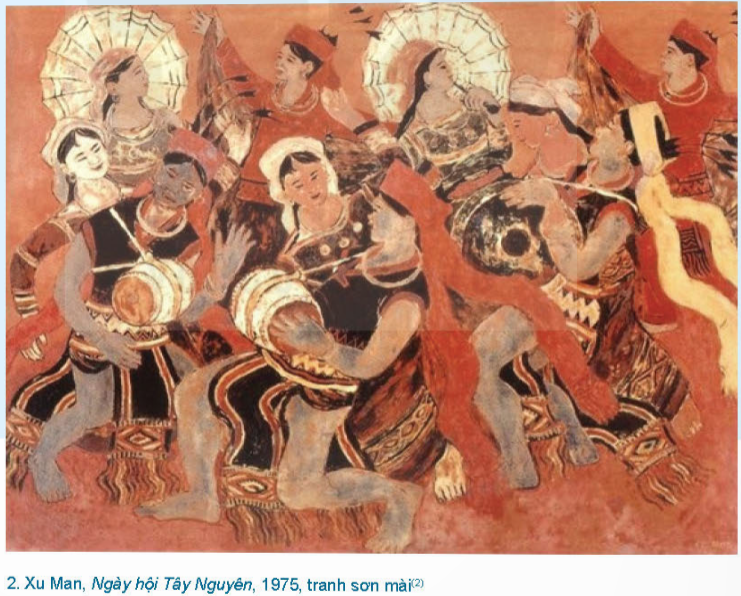 2. Xu Man, Ngày hội Tây Nguyên, 1975, tranh sơn mài(2)